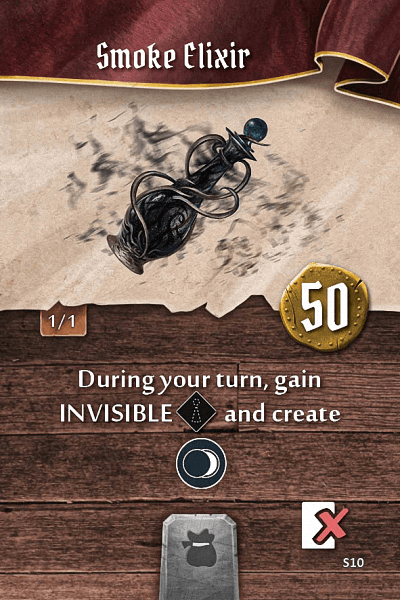 Smoke Elixir
1/1
50
During your turn, gain
INVISIBLE and create
S10